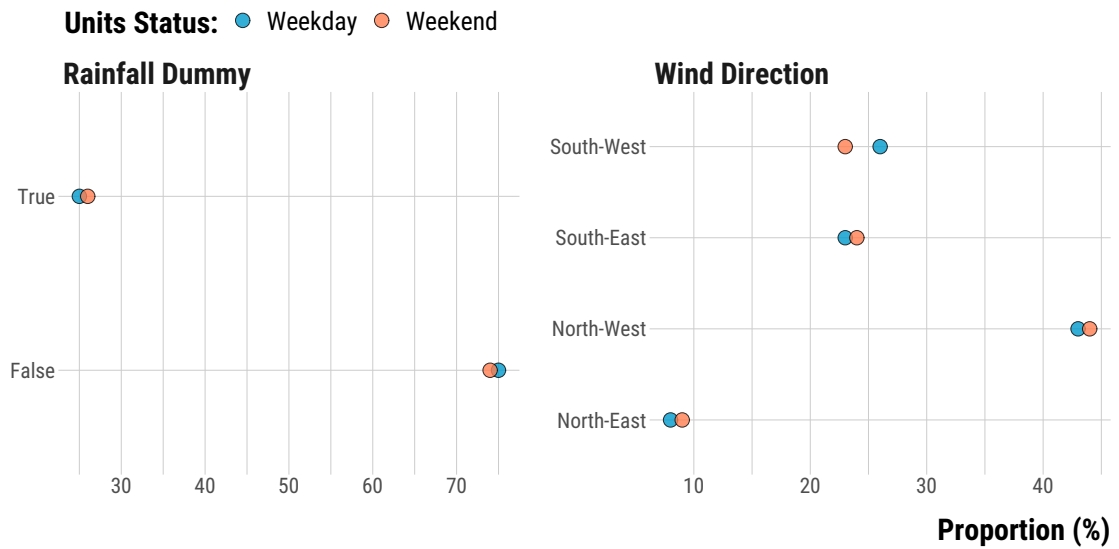 Units Status: Weekday Weekend
Rainfall Dummy
True
False
30 40 50 60 70
Wind Direction
South-West
South-East
North-West
North-East
10 20 30 40
Proportion (%)